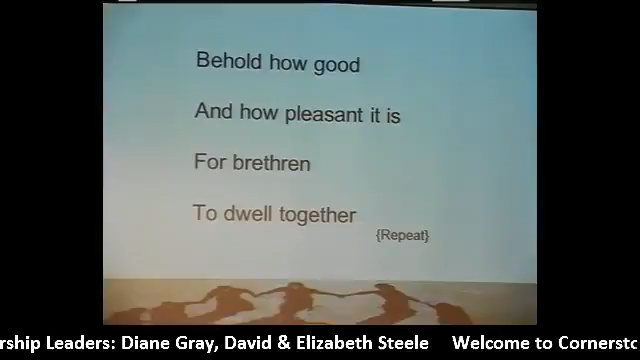 Behold how good
And how pleasant it is
For brethren
To dwell together
{Repeat}
rship Leaders: Diane Gray, David & Elizabeth Steele Welcome to Cornersto